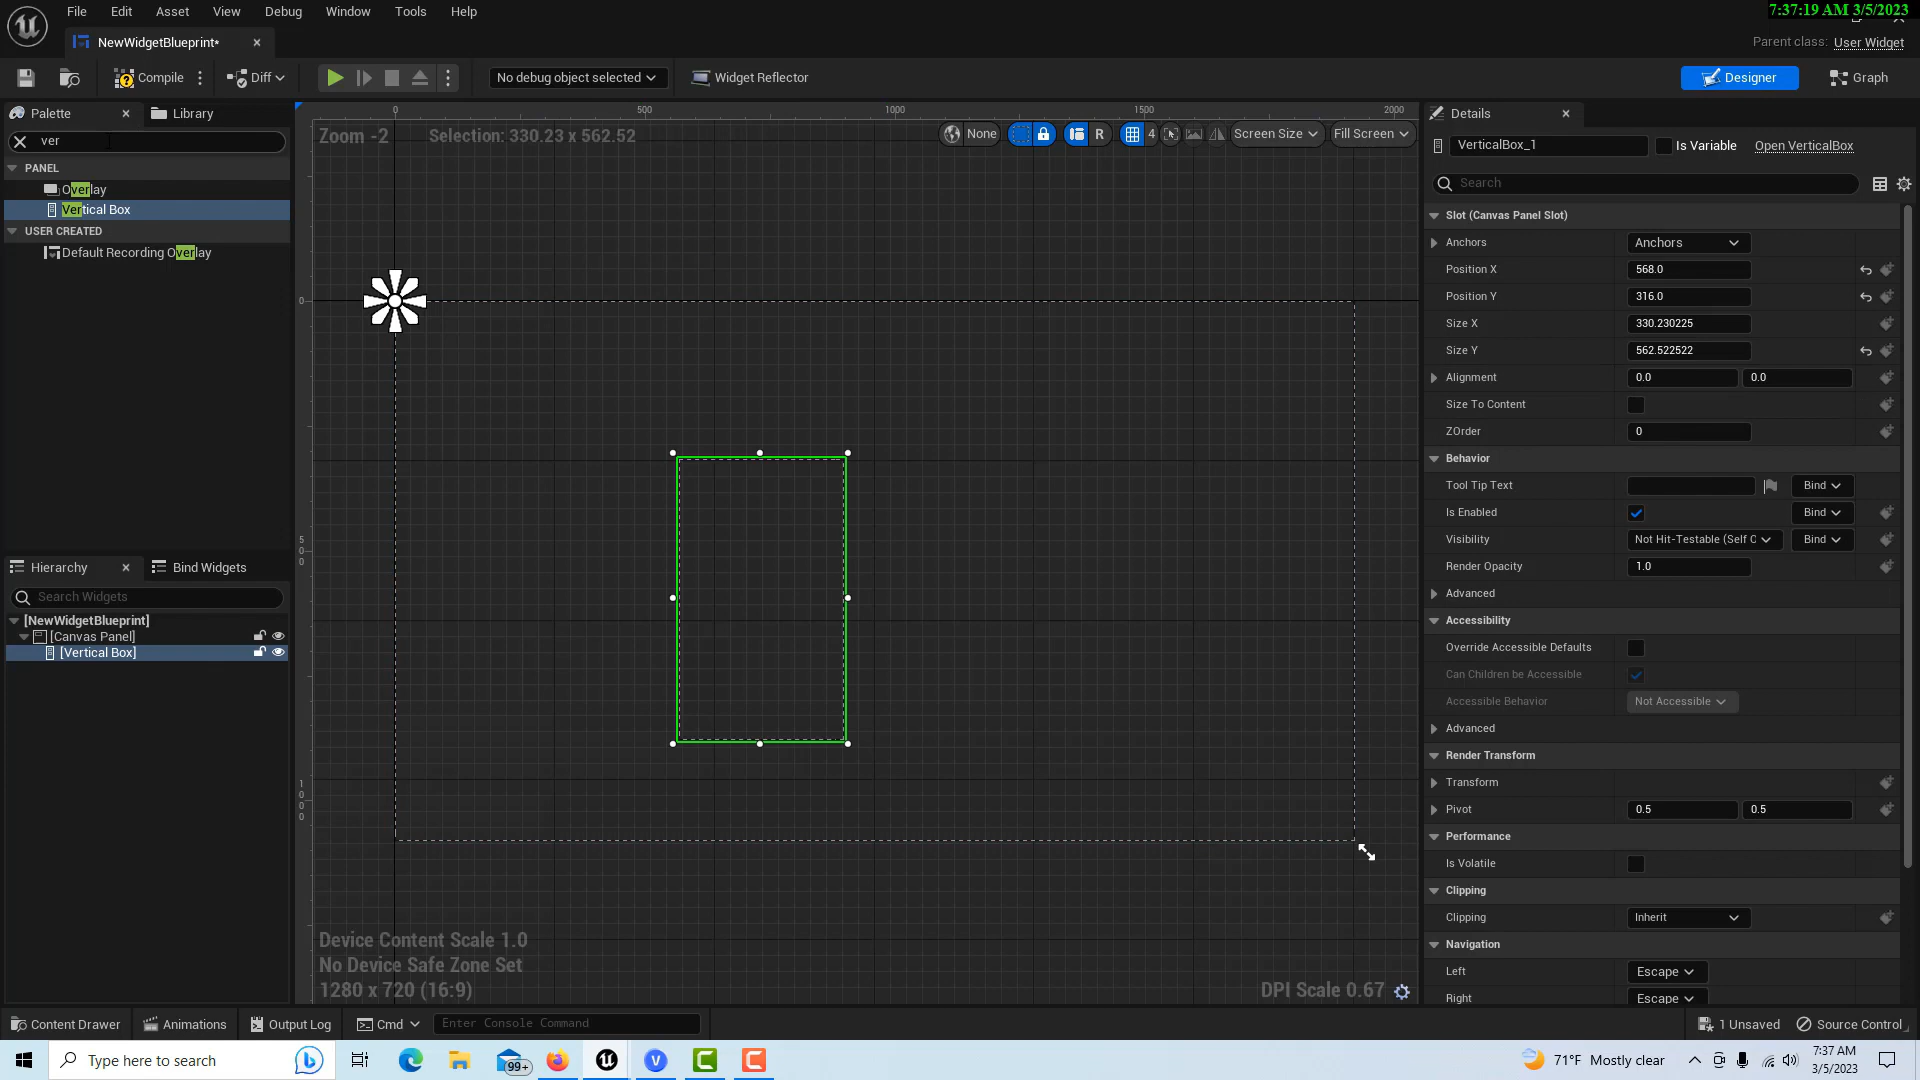 7:37:19 AM 3/5/2023
File Edit Asset View Debug Window Tools Help
NewWidgetBlueprint*
Parent class: User Widget
Compile
Diff
No debug object selected
Widget Reflector
Designer
Graph
Palette
Library
ver
PANEL
Overlay
Vertical Box
USER CREATED
Default Recording Overlay
Hierarchy
Bind Widgets
Search Widgets
[NewWidgetBlueprint]
[Canvas Panel]
[Vertical Box]
0 500 1000 1500 2000
Zoom -2
Selection: 330.23 x 562.52
None
R
4
Screen Size
Fill Screen
0
5
0
0
1
0
0
0
Device Content Scale 1.0
No Device Safe Zone Set
1280 x 720 (16:9)
DPI Scale 0.67
Details
VerticalBox_1
Is Variable
Open VerticalBox
Search
Slot (Canvas Panel Slot)
Anchors Anchors
Position X 568.0
Position Y 316.0
Size X 330.230225
Size Y 562.522522
Alignment 0.0 0.0
Size To Content
ZOrder 0
Behavior
Tool Tip Text Bind
Is Enabled Bind
Visibility Not Hit-Testable (Self C Bind
Render Opacity 1.0
Advanced
Accessibility
Override Accessible Defaults
Can Children be Accessible
Accessible Behavior Not Accessible
Advanced
Render Transform
Transform
Pivot 0.5 0.5
Performance
Is Volatile
Clipping
Clipping Inherit
Navigation
Left Escape
Right Escape
Content Drawer
Animations
Output Log
Cmd
Enter Console Command
1 Unsaved
Source Control
Type here to search
99+
71°F Mostly clear
7:37 AM
3/5/2023